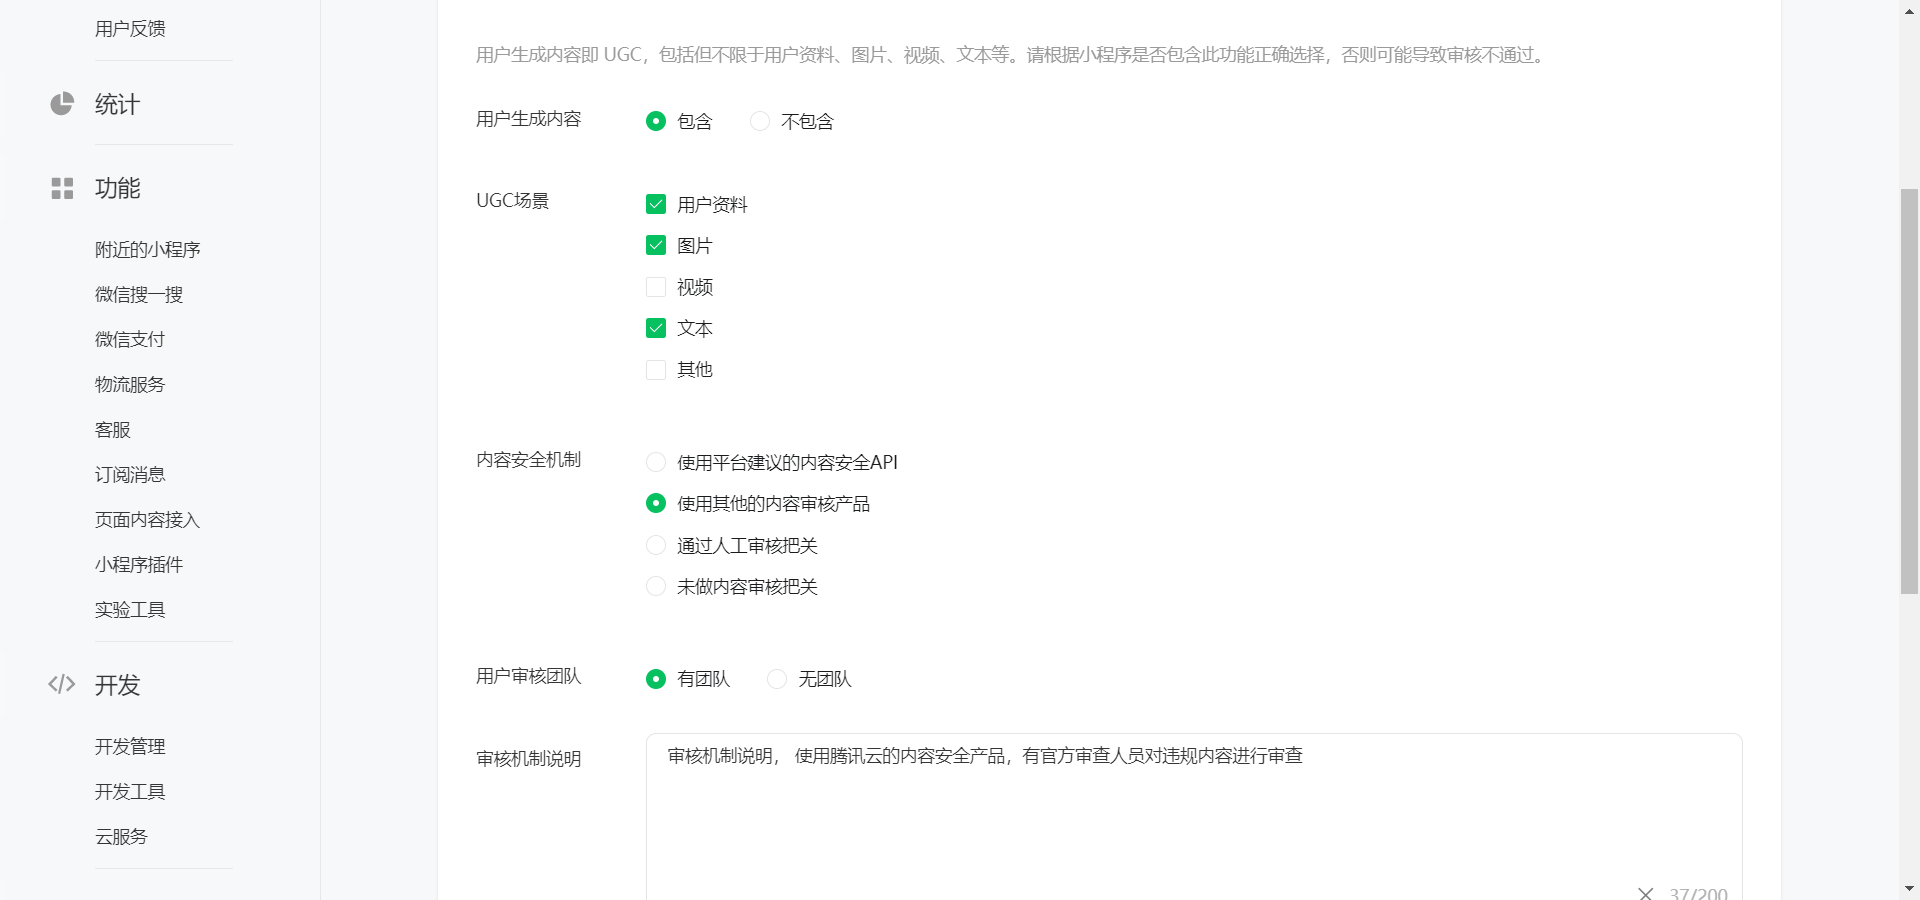 用户反馈
统计
功能
附近的小程序
微信搜一搜
微信支付
物流服务
客服
订阅消息
页面内容接入
小程序插件
实验工具
开发
开发管理
开发工具
云服务
用户生成内容即 UGC，包括但不限于用户资料、图片、视频、文本等。请根据小程序是否包含此功能正确选择，否则可能导致审核不通过。
用户生成内容 包含 不包含
UGC场景 用户资料
图片
视频
文本
其他
内容安全机制 使用平台建议的内容安全API
使用其他的内容审核产品
通过人工审核把关
未做内容审核把关
用户审核团队 有团队 无团队
审核机制说明 审核机制说明， 使用腾讯云的内容安全产品，有官方审查人员对违规内容进行审查
37/200